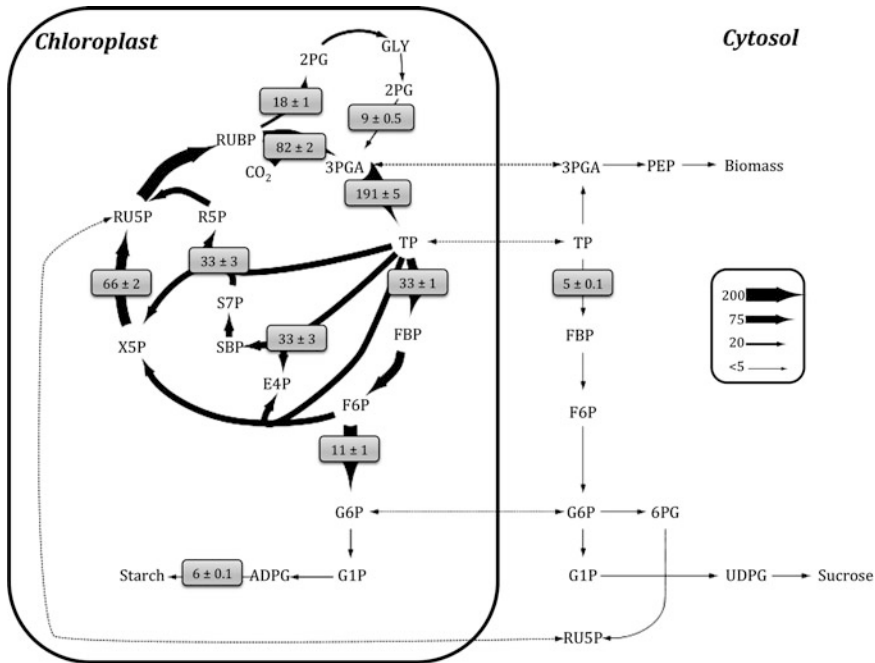 Chloroplast
Cytosol
2PG
GLY
18 ± 1
2PG
9 ± 0.5
RUBP
82 ± 2
CO₂
3PGA
3PGA
PEP
Biomass
191 ± 5
RU5P
R5P
TP
TP
66 ± 2
33 ± 3
33 ± 1
5 ± 0.1
200
S7P
75
X5P
SBP
33 ± 3
FBP
FBP
20
<5
E4P
F6P
F6P
11 ± 1
G6P
G6P
6PG
Starch
6 ± 0.1
ADPG
G1P
G1P
UDPG
Sucrose
RU5P